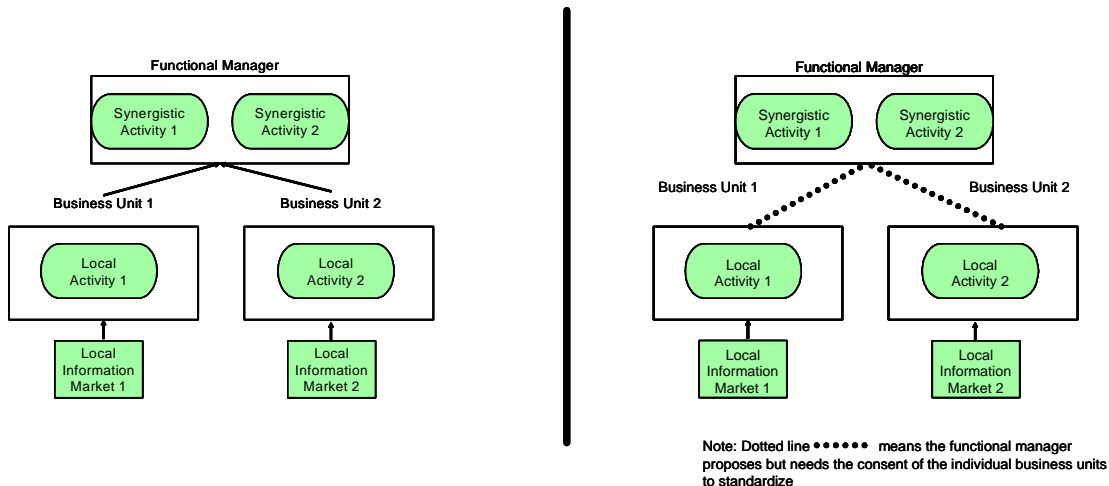 Functional Manager
Synergistic
Activity 1
Synergistic
Activity 2
Business Unit 1
Business Unit 2
Local
Activity 1
Local
Activity 2
Local
Information
Market 1
Local
Information
Market 2
Functional Manager
Synergistic
Activity 1
Synergistic
Activity 2
Business Unit 1
Business Unit 2
Local
Activity 1
Local
Activity 2
Local
Information
Market 1
Local
Information
Market 2
Note: Dotted line •••••• means the functional manager
proposes but needs the consent of the individual business units
to standardize